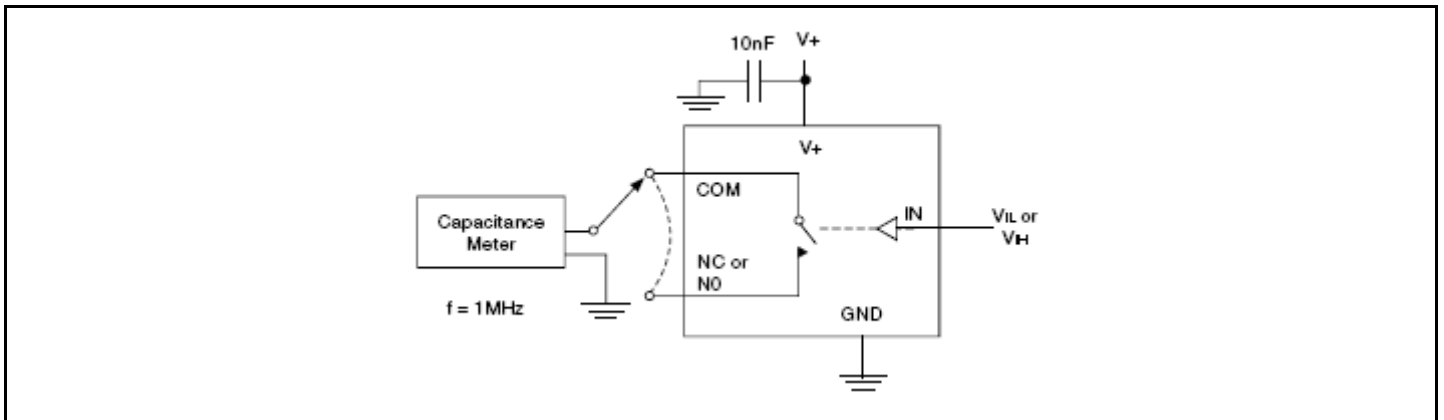 10nF
V+
V+
COM
IN
VIL or
VIH
Capacitance
Meter
NC or
N0
f = 1MHz
GND